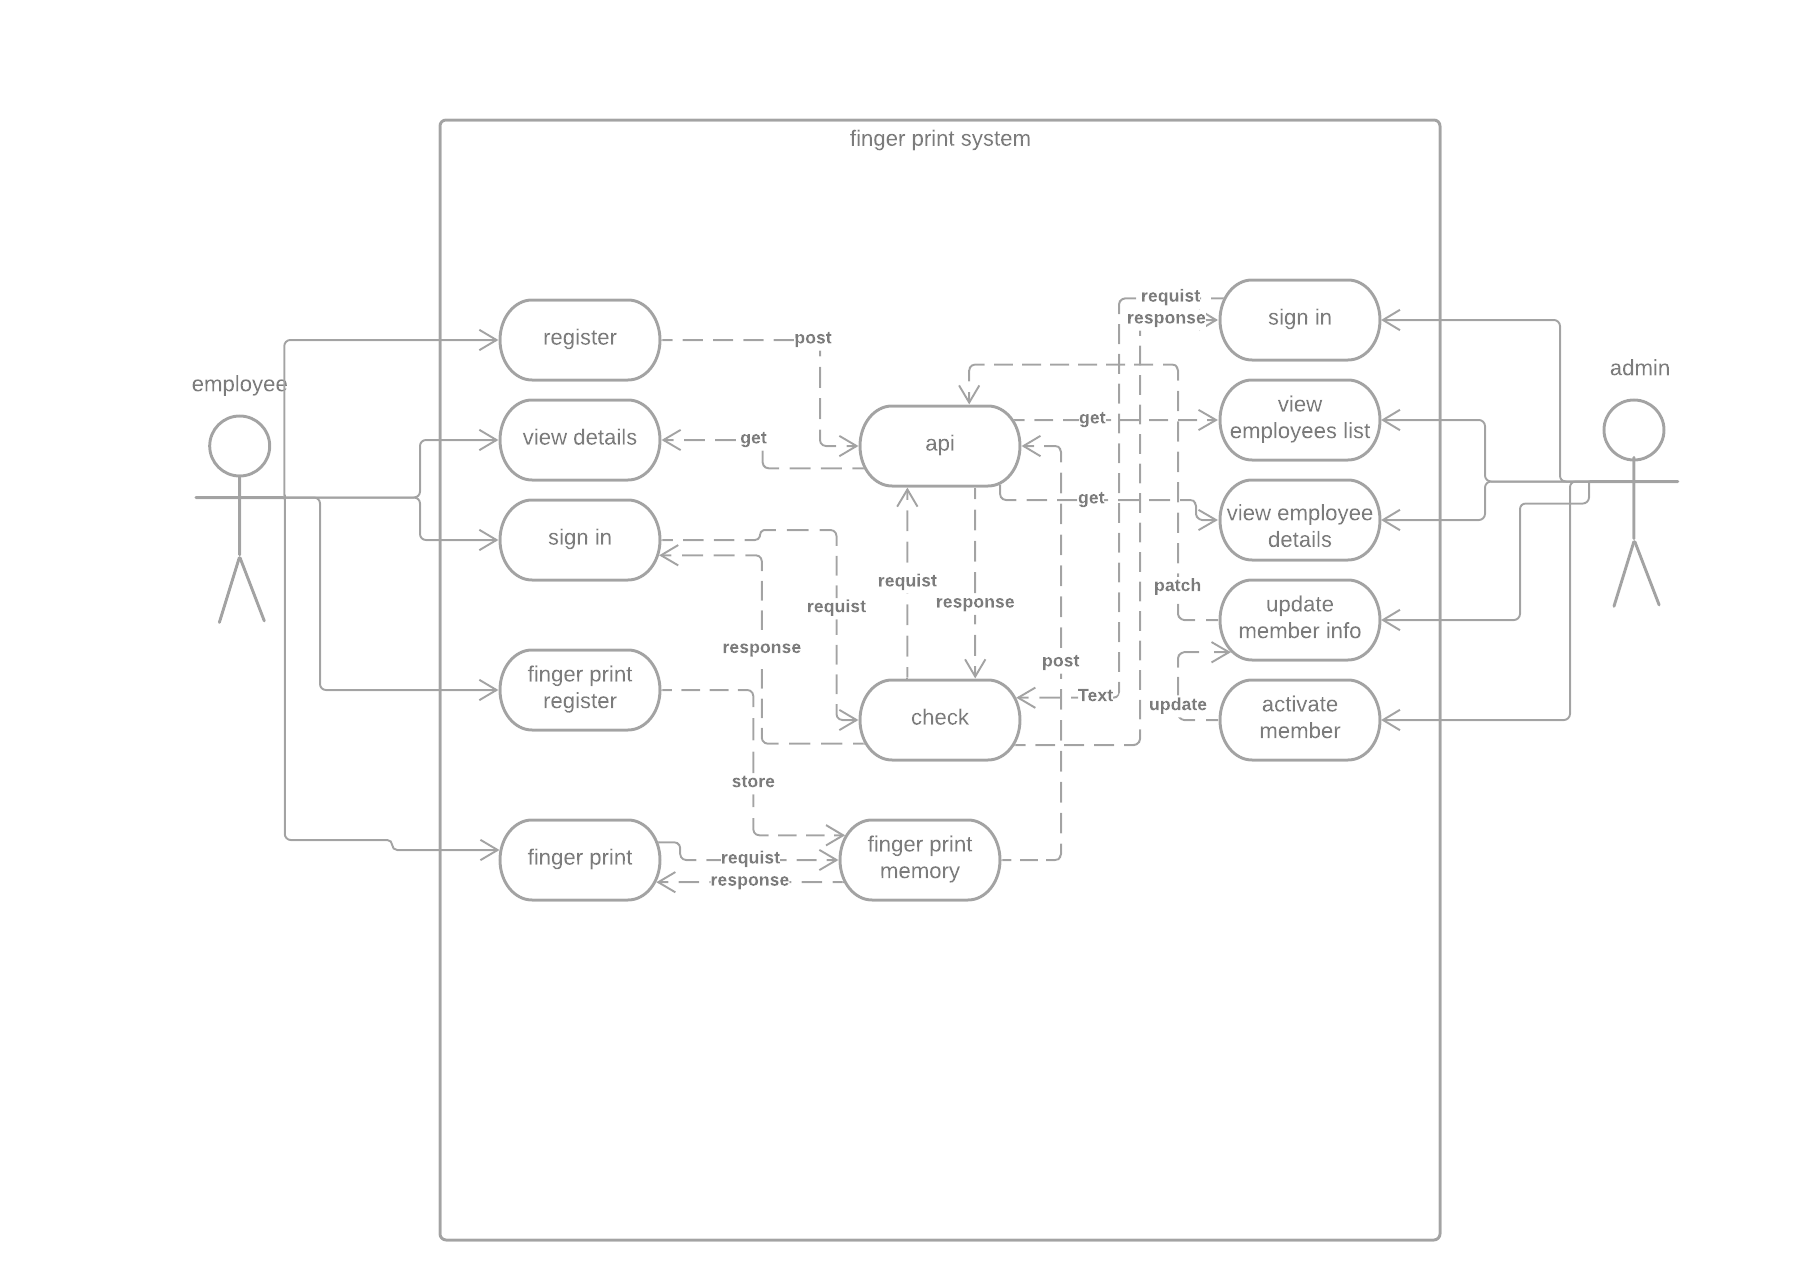 finger print system
employee
admin
register
post
view details
get
sign in
requist
response
finger print
register
store
finger print
requist
response
finger print
memory
api
requist
response
check
post
Text
requist
response
sign in
get
view
employees list
get
view employee
details
patch
update
member info
update
activate
member